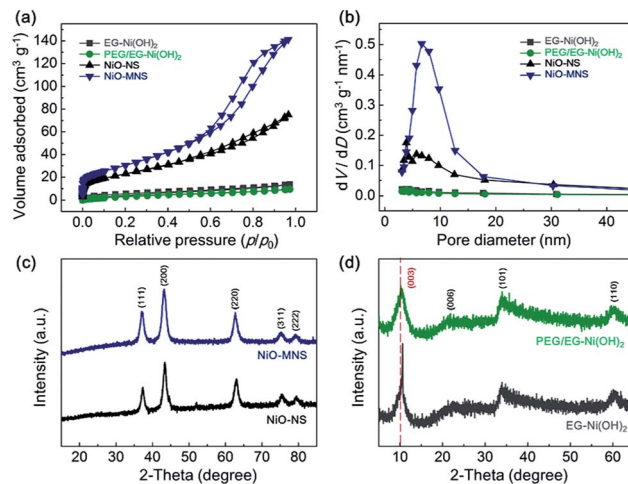 (a)
140
120
100
80
60
40
20
0
Volume adsorbed (cm³ g⁻¹)
EG-Ni(OH)₂
PEG/EG-Ni(OH)₂
NiO-NS
NiO-MNS
0.0 0.2 0.4 0.6 0.8 1.0
Relative pressure (p/p₀)
(b)
0.6
0.5
0.4
0.3
0.2
0.1
0.0
dV/ dD (cm³ g⁻¹ nm⁻¹)
EG-Ni(OH)₂
PEG/EG-Ni(OH)₂
NiO-NS
NiO-MNS
0 10 20 30 40
Pore diameter (nm)
(c)
Intensity (a.u.)
(111)
(200)
(220)
(311)
(222)
NiO-MNS
NiO-NS
20 30 40 50 60 70 80
2-Theta (degree)
(d)
Intensity (a.u.)
(003)
(006)
(101)
(110)
PEG/EG-Ni(OH)₂
EG-Ni(OH)₂
10 20 30 40 50 60
2-Theta (degree)